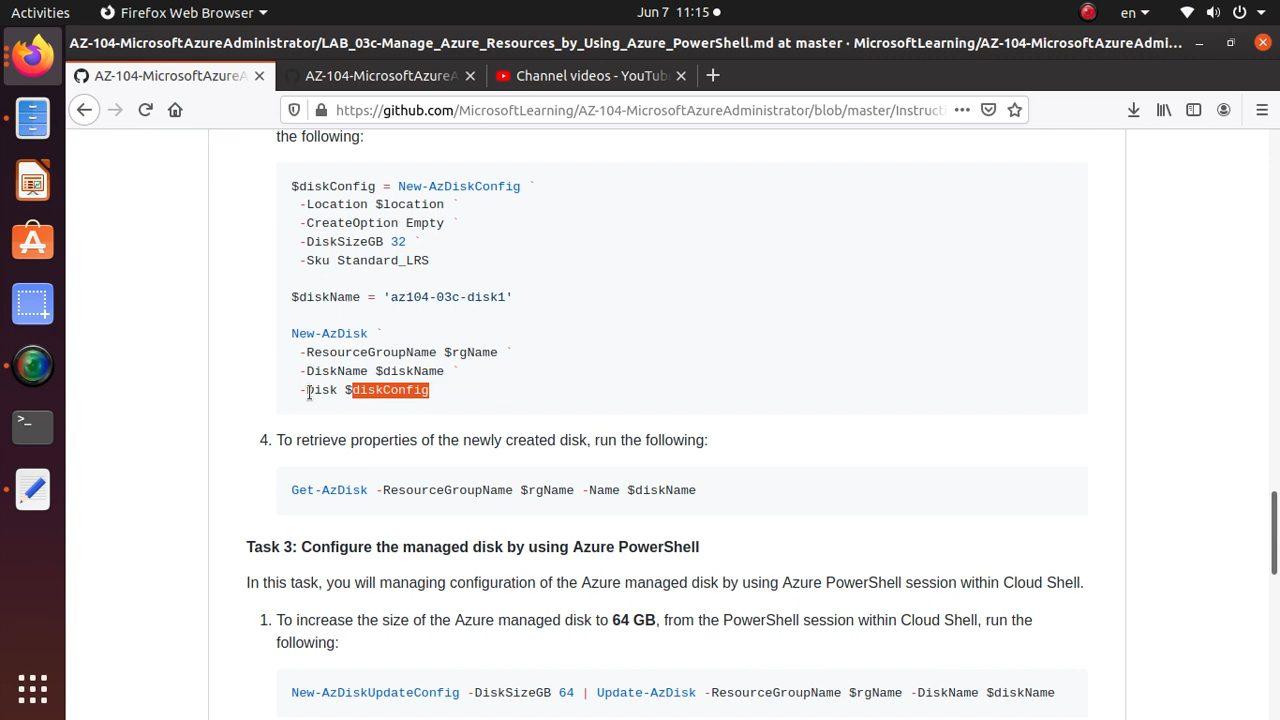 Activities
Firefox Web Browser
Jun 7 11:15
en
AZ-104-MicrosoftAzureAdministrator/LAB_03c-Manage_Azure_Resources_by_Using_Azure_PowerShell.md at master · MicrosoftLearning/AZ-104-MicrosoftAzureAdmi...
AZ-104-MicrosoftAzureA
AZ-104-MicrosoftAzureA
Channel videos - YouTub
https://github.com/MicrosoftLearning/AZ-104-MicrosoftAzureAdministrator/blob/master/Instructi
the following:
$diskConfig = New-AzDiskConfig `
-Location $location `
-CreateOption Empty `
-DiskSizeGB 32 `
-Sku Standard_LRS
$diskName = 'az104-03c-disk1'
New-AzDisk `
-ResourceGroupName $rgName `
-DiskName $diskName `
-Disk $diskConfig
4. To retrieve properties of the newly created disk, run the following:
Get-AzDisk -ResourceGroupName $rgName -Name $diskName
Task 3: Configure the managed disk by using Azure PowerShell
In this task, you will managing configuration of the Azure managed disk by using Azure PowerShell session within Cloud Shell.
1. To increase the size of the Azure managed disk to 64 GB, from the PowerShell session within Cloud Shell, run the
following:
New-AzDiskUpdateConfig -DiskSizeGB 64 | Update-AzDisk -ResourceGroupName $rgName -DiskName $diskName